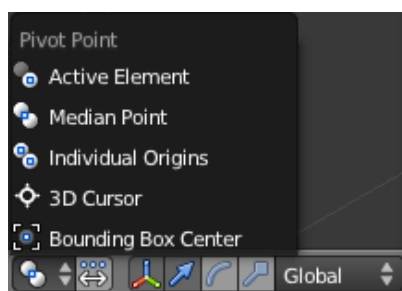 Pivot Point
Active Element
Median Point
Individual Origins
3D Cursor
Bounding Box Center
Global